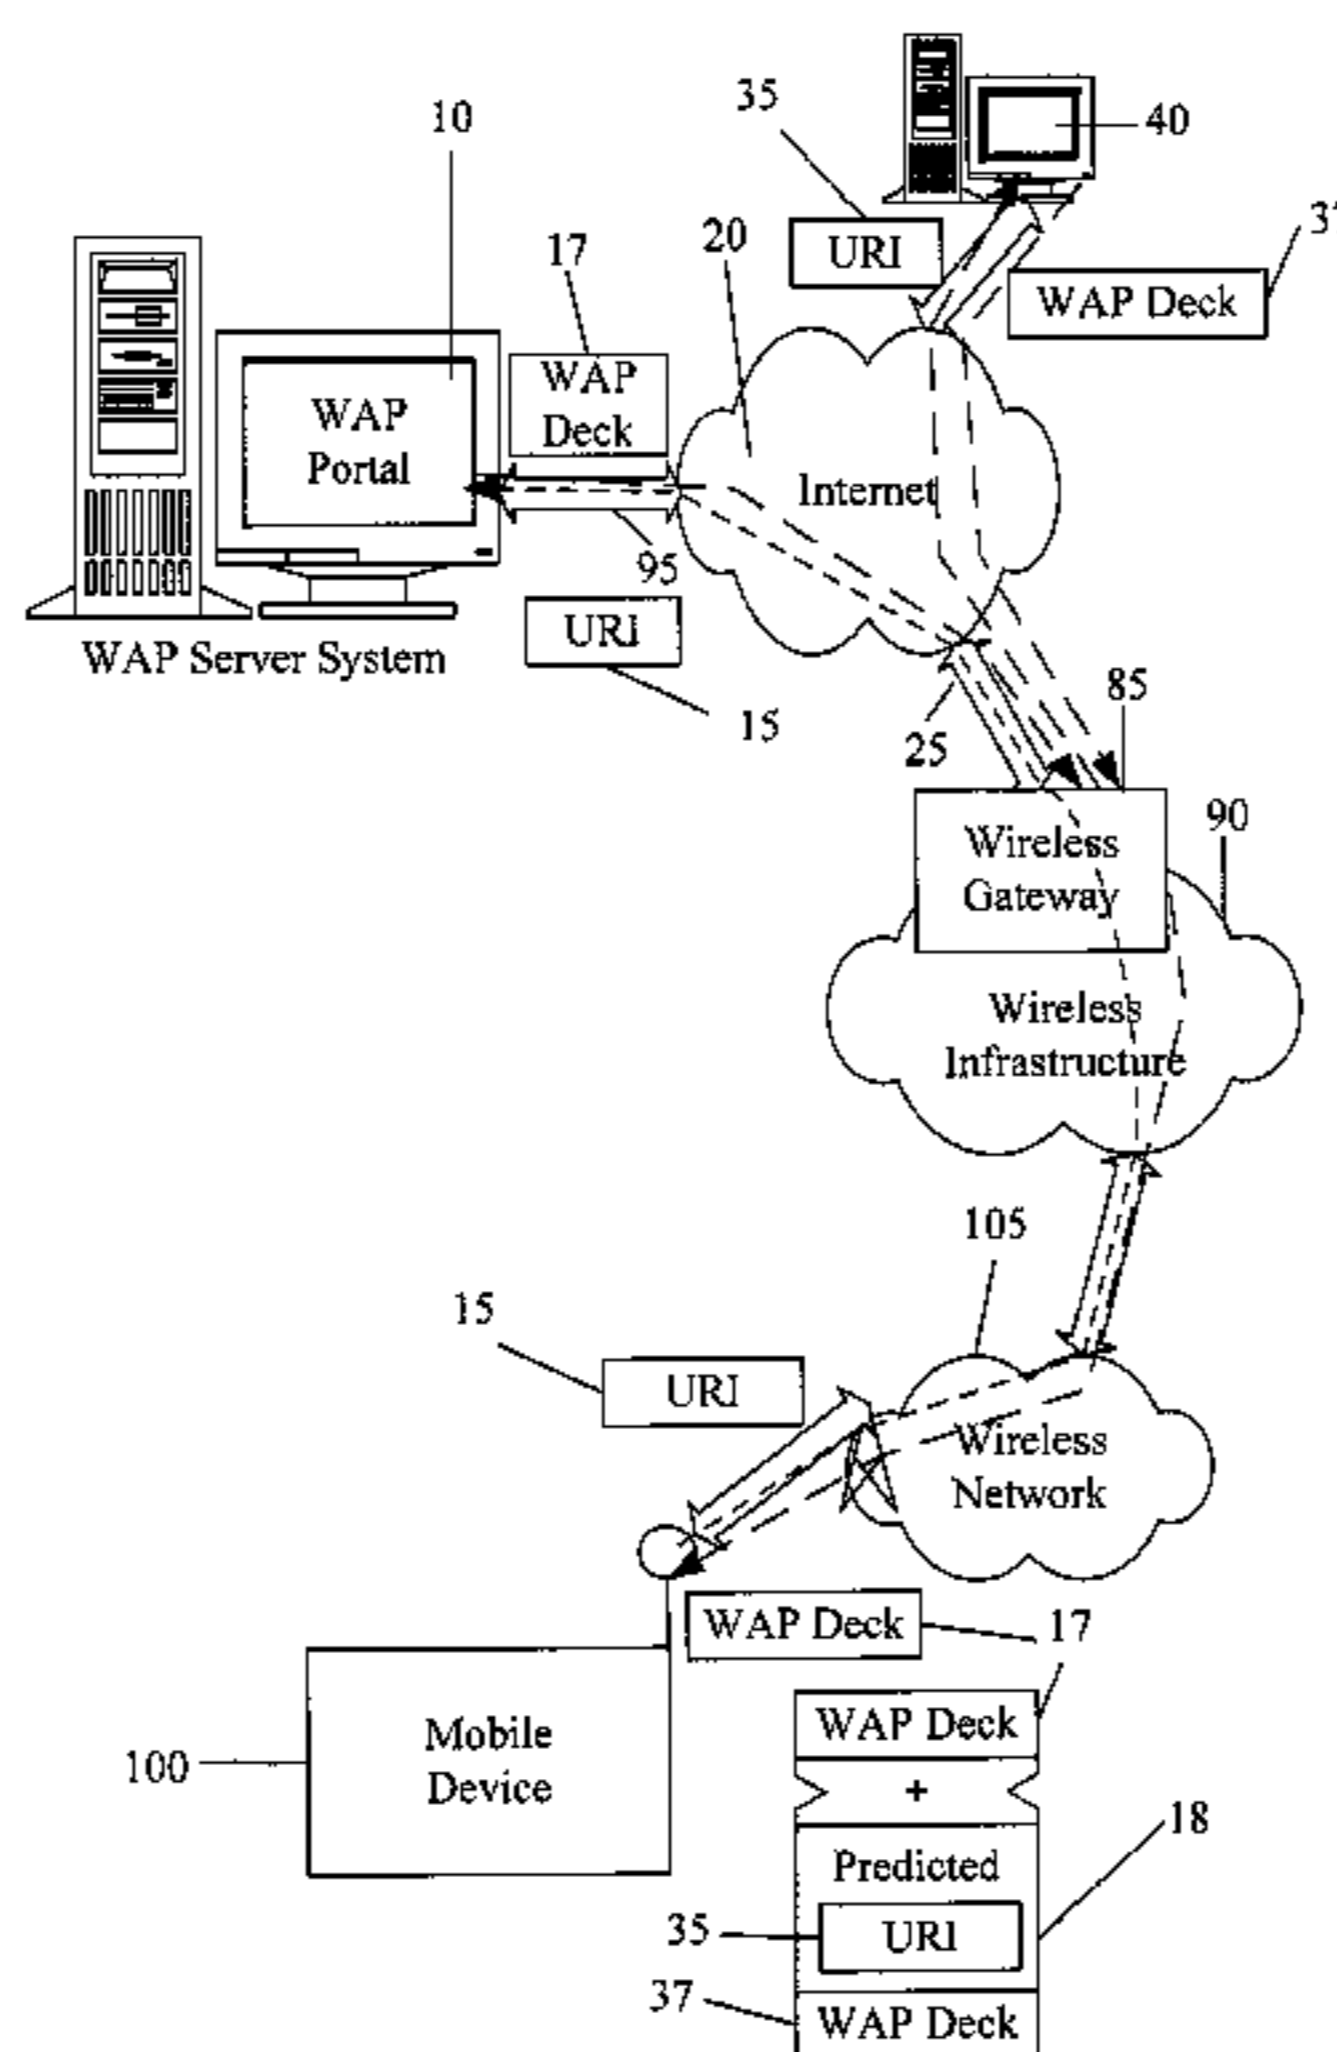 10
35
40
URI
37
17
20
WAP Deck
WAP
Deck
WAP
Portal
Internet
95
URI
WAP Server System
15
25
85
Wireless
Gateway
90
Wireless
Infrastructure
105
15
URI
Wireless
Network
WAP Deck
17
Mobile
Device
100
WAP Deck
+
18
Predicted
35
URI
37
WAP Deck